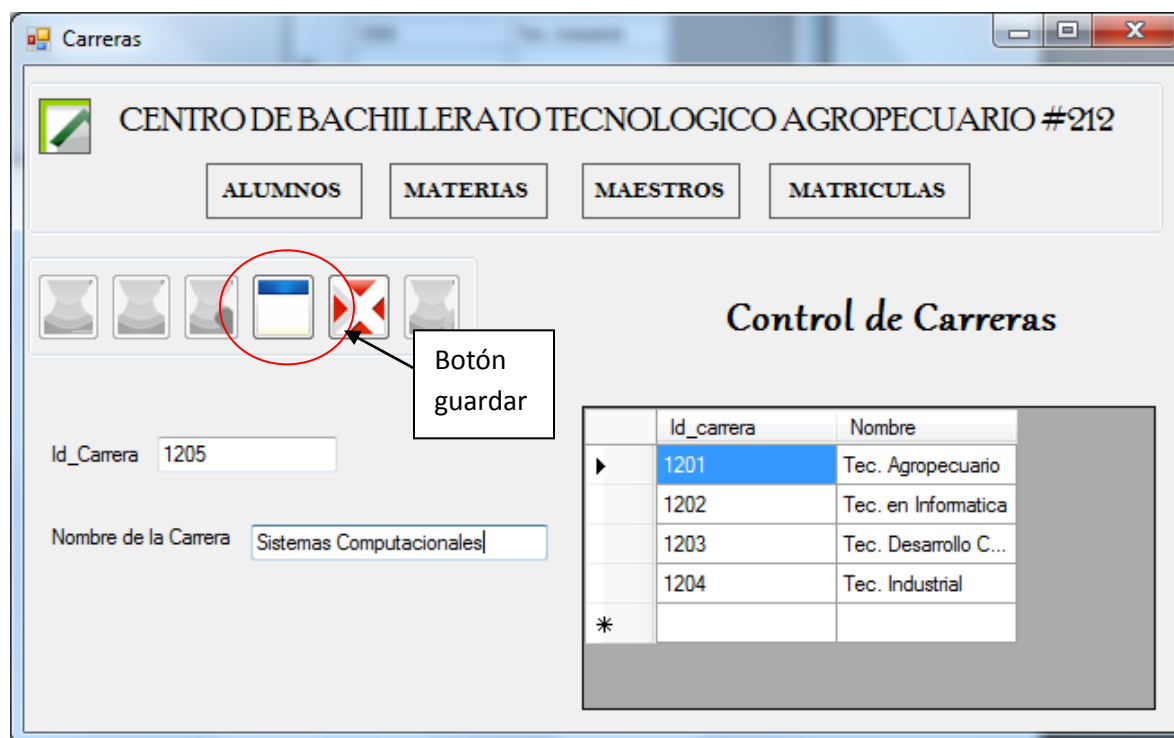 Carreras
CENTRO DE BACHILLERATO TECNOLOGICO AGROPECUARIO #212
ALUMNOS MATERIAS MAESTROS MATRICULAS
Control de Carreras
Botón
guardar
Id_Carrera 1205
Nombre de la Carrera Sistemas Computacionales
Id_carrera Nombre
1201 Tec. Agropecuario
1202 Tec. en Informatica
1203 Tec. Desarrollo C...
1204 Tec. Industrial